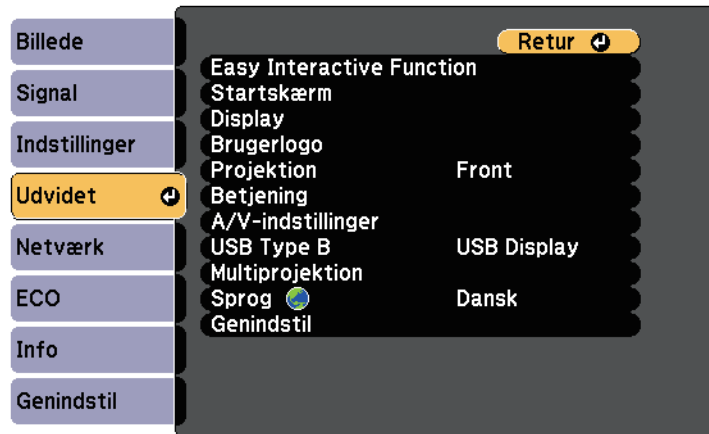 Billede
Signal
Indstillinger
Udvidet
Netværk
ECO
Info
Genindstil
Retur
Easy Interactive Function
Startskærm
Display
Brugerlogo
Projektion Front
Betjening
A/V-indstillinger
USB Type B USB Display
Multiprojektion
Sprog Dansk
Genindstil